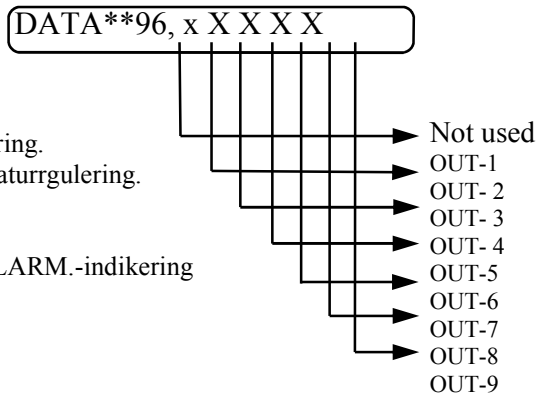 DATA**96, x X X X X
Not used
ring.
OUT-1
aturrgulering.
OUT- 2
OUT- 3
OUT- 4
LARM.-indikering
OUT-5
OUT-6
OUT-7
OUT-8
OUT-9